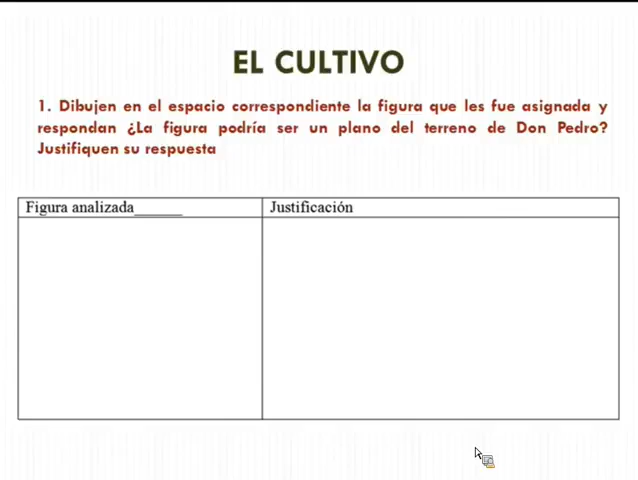 EL CULTIVO
1. Dibujen en el espacio correspondiente la figura que les fue asignada y
respondan ¿La figura podría ser un plano del terreno de Don Pedro?
Justifiquen su respuesta
Figura analizada______
Justificación